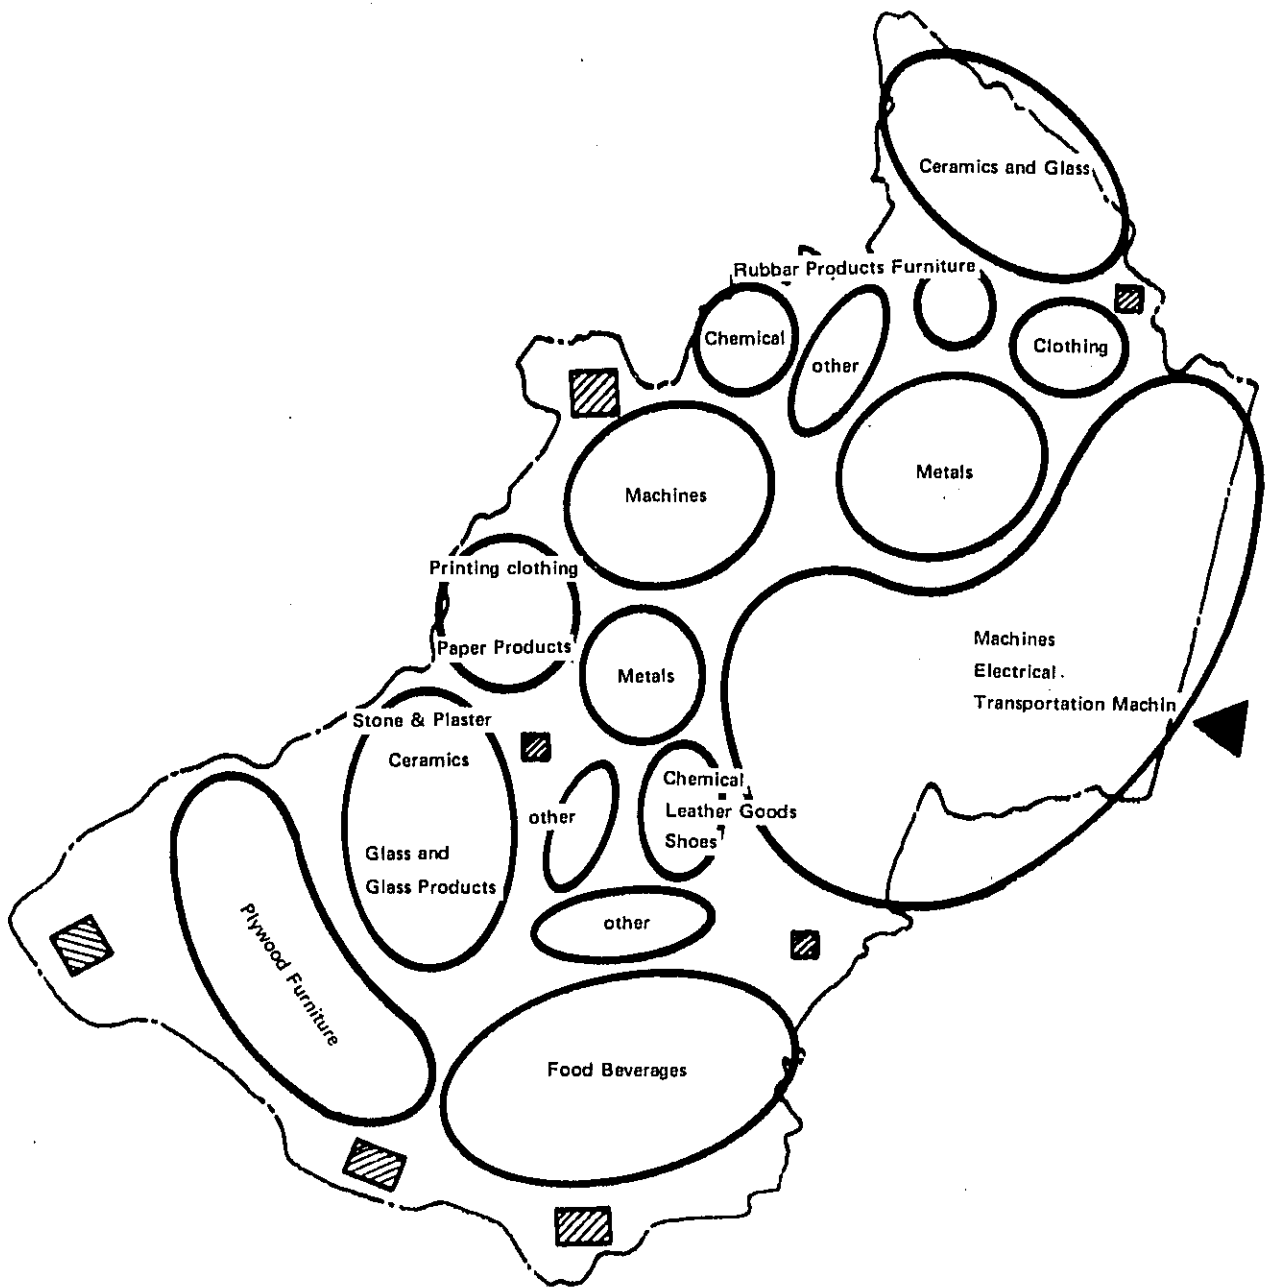 Ceramics and Glass
Rubbar Products Furniture
Chemical
other
Clothing
Metals
Machines
Printing clothing
Paper Products
Metals
Machines
Electrical
Transportation Machin
Stone & Plaster
Ceramics
Glass and
Glass Products
other
Chemical
Leather Goods
Shoes
other
Plywood Furniture
Food Beverages